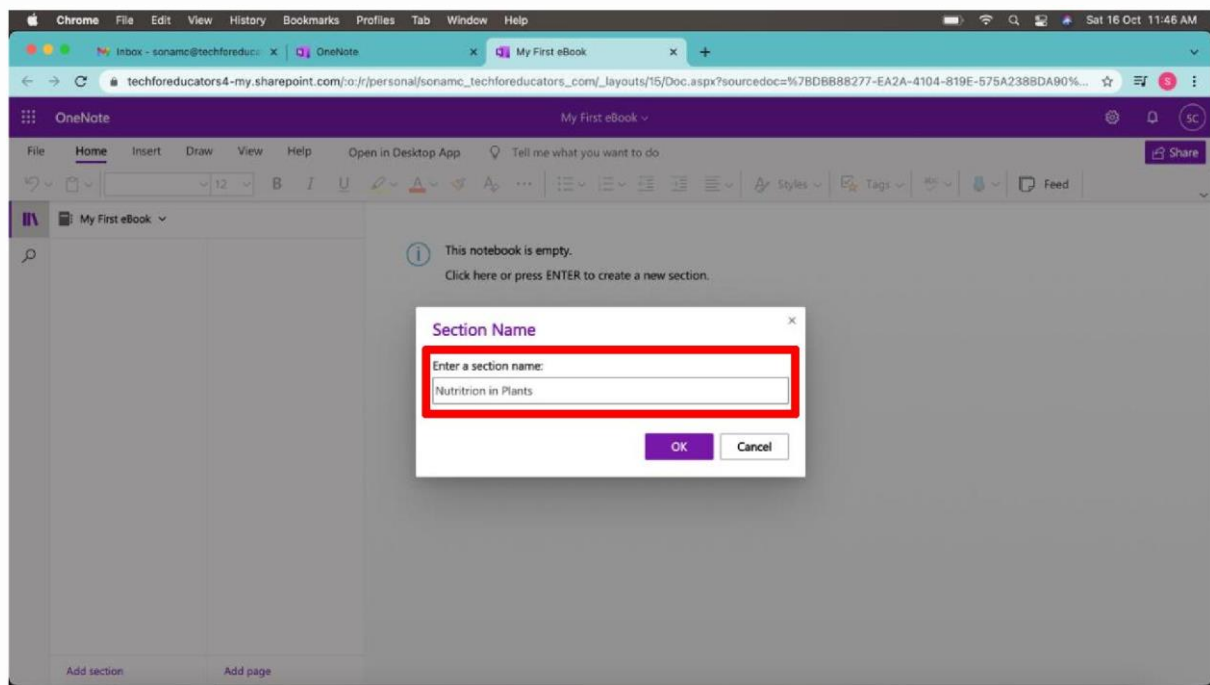 Chrome File Edit View History Bookmarks Profiles Tab Window Help Sat 16 Oct 11:46 AM
Inbox - sonamc@techforeduca OneNote My First eBook
techforeducators4-my.sharepoint.com/:o:/r/personal/sonamc_techforeducators_com/_layouts/15/Doc.aspx?sourcedoc=%7BDBB88277-EA2A-4104-819E-575A238BDA90%... S
OneNote My First eBook SC
File Home Insert Draw View Help Open in Desktop App Tell me what you want to do Share
12 B I U A A Styles Tags Feed
My First eBook
This notebook is empty.
Click here or press ENTER to create a new section.
Section Name
Enter a section name:
Nutritrion in Plants
OK Cancel
Add section Add page